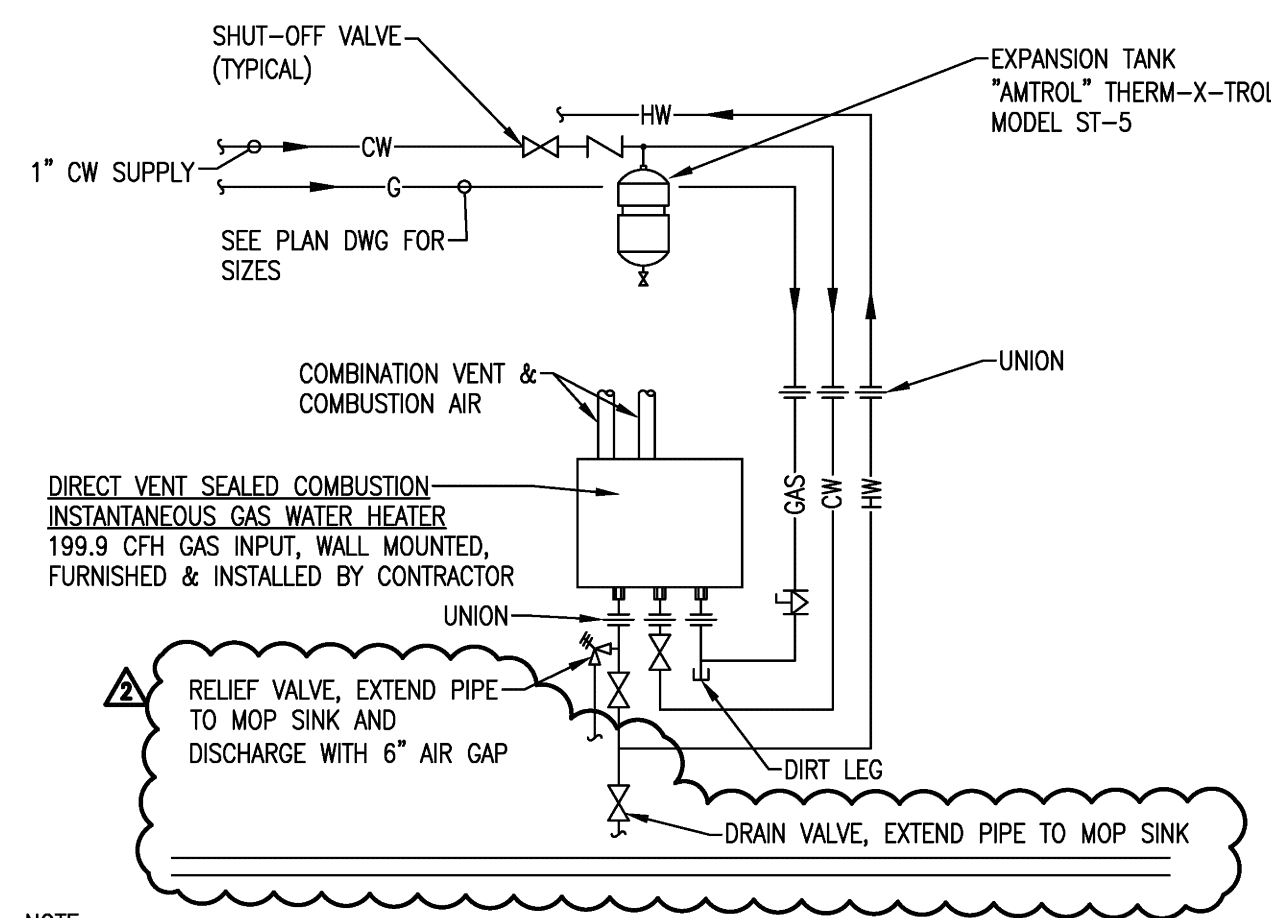 SHUT-OFF VALVE
(TYPICAL)
EXPANSION TANK
"AMTROL" THERM-X-TROL
MODEL ST-5
HW
CW
1" CW SUPPLY
G
SEE PLAN DWG FOR
SIZES
UNION
COMBINATION VENT &
COMBUSTION AIR
DIRECT VENT SEALED COMBUSTION
INSTANTANEOUS GAS WATER HEATER
199.9 CFH GAS INPUT, WALL MOUNTED,
FURNISHED & INSTALLED BY CONTRACTOR
GAS
CW
HW
UNION
2
RELIEF VALVE, EXTEND PIPE
TO MOP SINK AND
DISCHARGE WITH 6" AIR GAP
DIRT LEG
DRAIN VALVE, EXTEND PIPE TO MOP SINK
NOTE